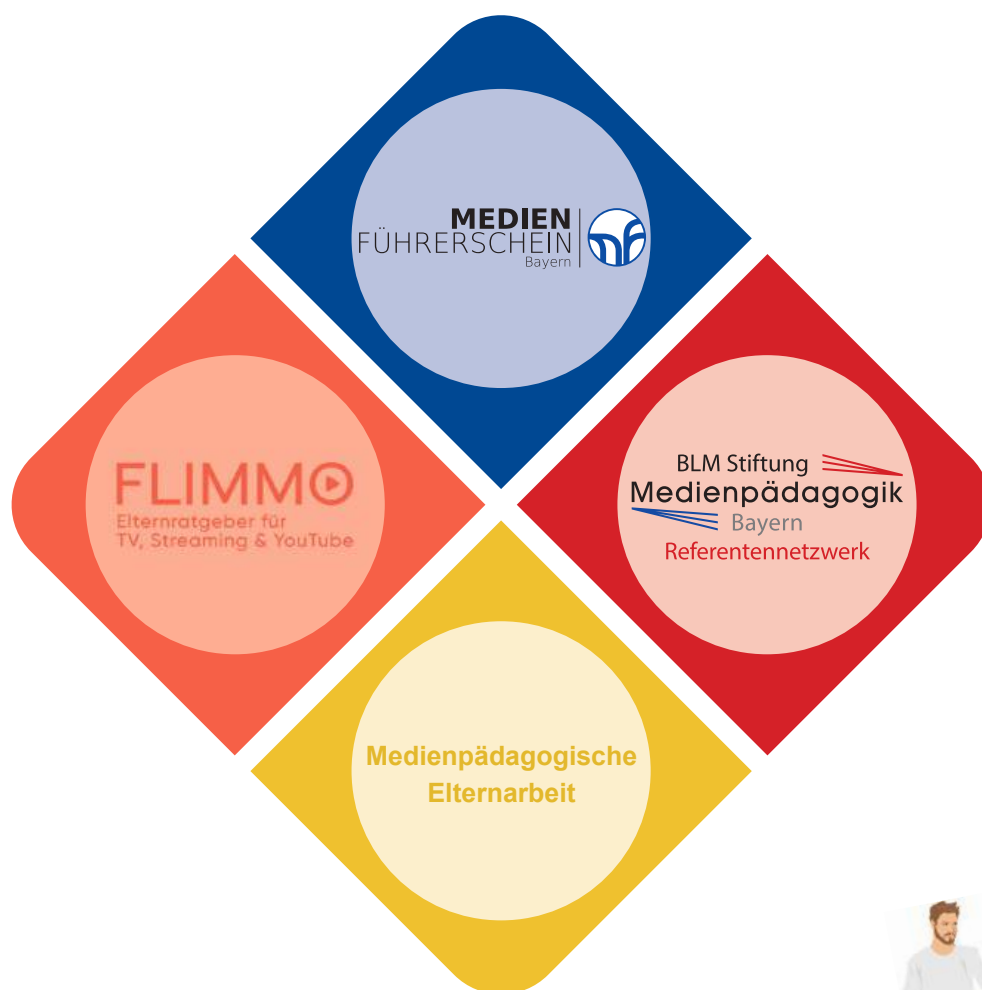 MEDIEN
FÜHRERSCHEIN
Bayern
FLIMMO
Elternratgeber für
TV, Streaming & YouTube
BLM Stiftung
Medienpädagogik
Bayern
Referentennetzwerk
Medienpädagogische
Elternarbeit